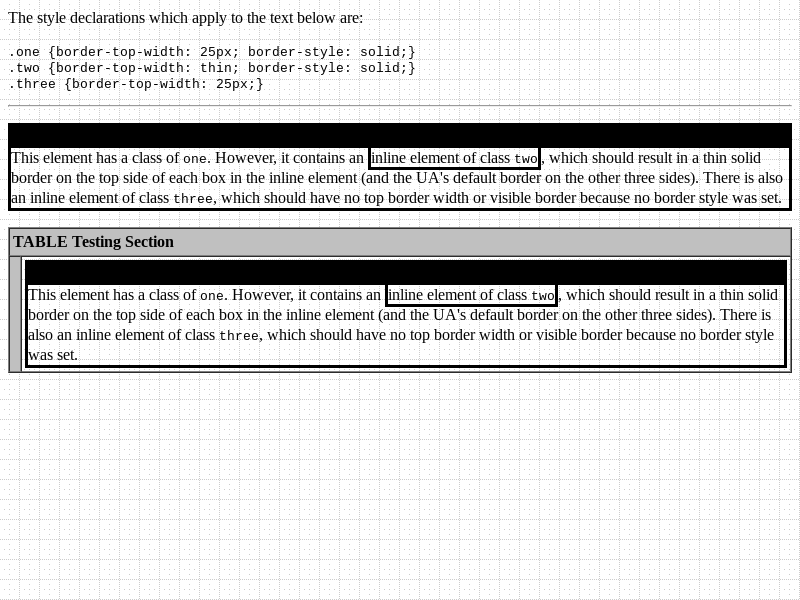 The style declarations which apply to the text below are:
.one {border-top-width: 25px; border-style: solid;}
.two {border-top-width: thin; border-style: solid;}
.three {border-top-width: 25px;}
This element has a class of one. However, it contains an inline element of class two, which should result in a thin solid
border on the top side of each box in the inline element (and the UA's default border on the other three sides). There is also
an inline element of class three, which should have no top border width or visible border because no border style was set.
TABLE Testing Section
This element has a class of one. However, it contains an inline element of class two, which should result in a thin solid
border on the top side of each box in the inline element (and the UA's default border on the other three sides). There is
also an inline element of class three, which should have no top border width or visible border because no border style
was set.